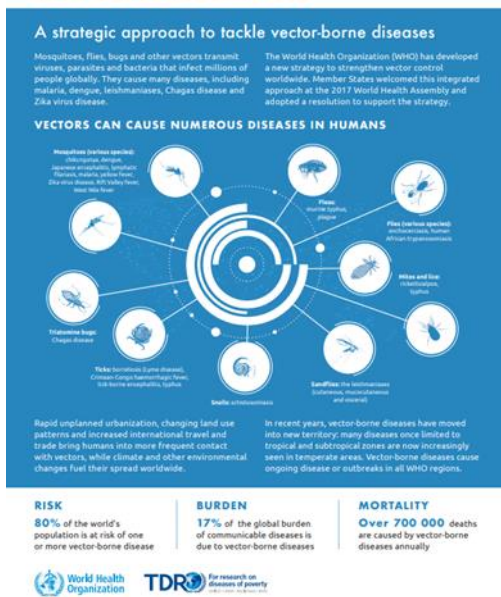 A strategic approach to tackle vector-borne diseases
Mosquitoes, flies, bugs and other vectors transmit
viruses, parasites and bacteria that infect millions of
people globally. They cause many diseases, including
malaria, dengue, leishmaniases, Chagas disease and
Zika virus disease.
The World Health Organization (WHO) has developed
a new strategy to strengthen vector control
worldwide. Member States welcomed this integrated
approach at the 2017 World Health Assembly and
adopted a resolution to support the strategy.
VECTORS CAN CAUSE NUMEROUS DISEASES IN HUMANS
Mosquitoes (various species):
chikungunya, dengue,
Japanese encephalitis, lymphatic
filariasis, malaria, yellow fever,
Zika virus disease, Rift Valley fever,
West Nile fever
Fleas:
murine typhus,
plague
Flies (various species):
onchocerciasis, human
African trypanosomiasis
Mites and lice:
rickettsialpox,
typhus
Triatomine bugs:
Chagas disease
Ticks: borreliosis (Lyme disease),
Crimean-Congo haemorrhagic fever,
tick-borne encephalitis, typhus
Snails: schistosomiasis
Sandflies: the leishmaniases
(cutaneous, mucocutaneous
and visceral)
Rapid unplanned urbanization, changing land use
patterns and increased international travel and
trade bring humans into more frequent contact
with vectors, while climate and other environmental
changes fuel their spread worldwide.
In recent years, vector-borne diseases have moved
into new territory: many diseases once limited to
tropical and subtropical zones are now increasingly
seen in temperate areas. Vector-borne diseases cause
ongoing disease or outbreaks in all WHO regions.
RISK
80% of the world's
population is at risk of one
or more vector-borne disease
BURDEN
17% of the global burden
of communicable diseases is
due to vector-borne diseases
MORTALITY
Over 700 000 deaths
are caused by vector-borne
diseases annually
World Health
Organization
TDR
For research on
diseases of poverty